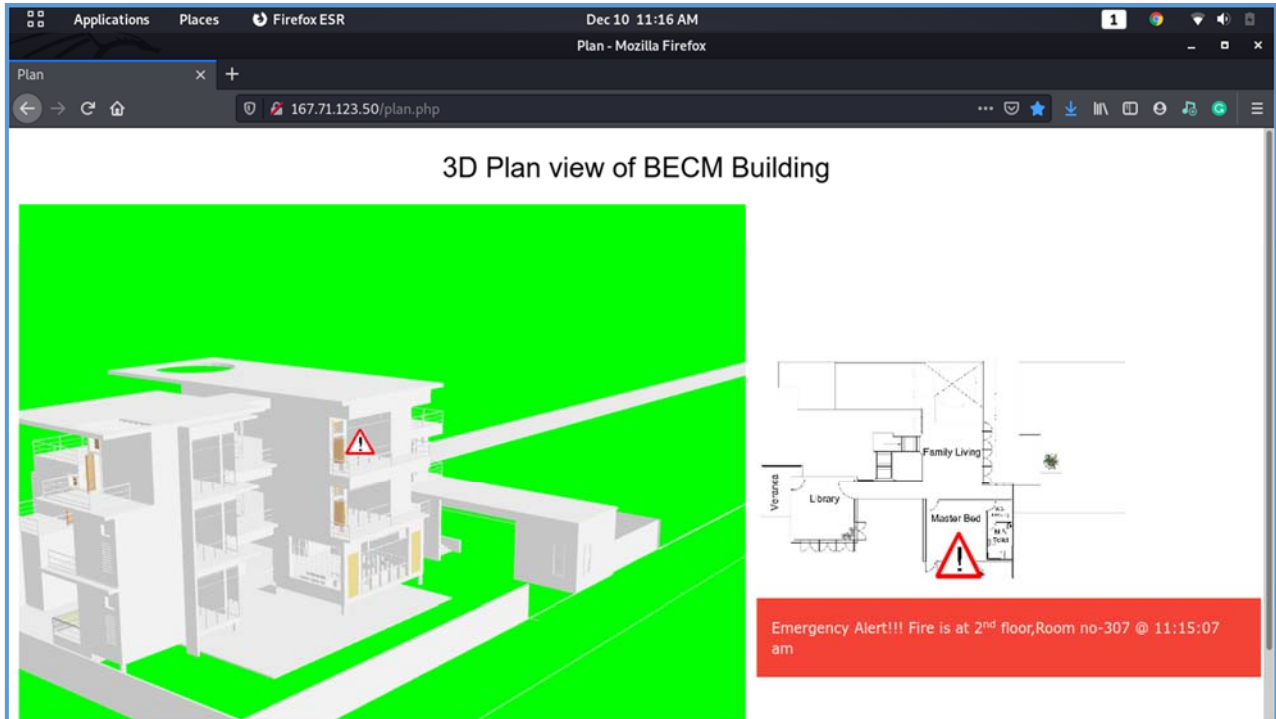 Applications Places Firefox ESR Dec 10 11:16 AM 1
Plan - Mozilla Firefox
Plan
167.71.123.50/plan.php
3D Plan view of BECM Building
Family Living
Veranda
Library
Master Bed
Toilet
Emergency Alert!!! Fire is at 2nd floor,Room no-307 @ 11:15:07
am